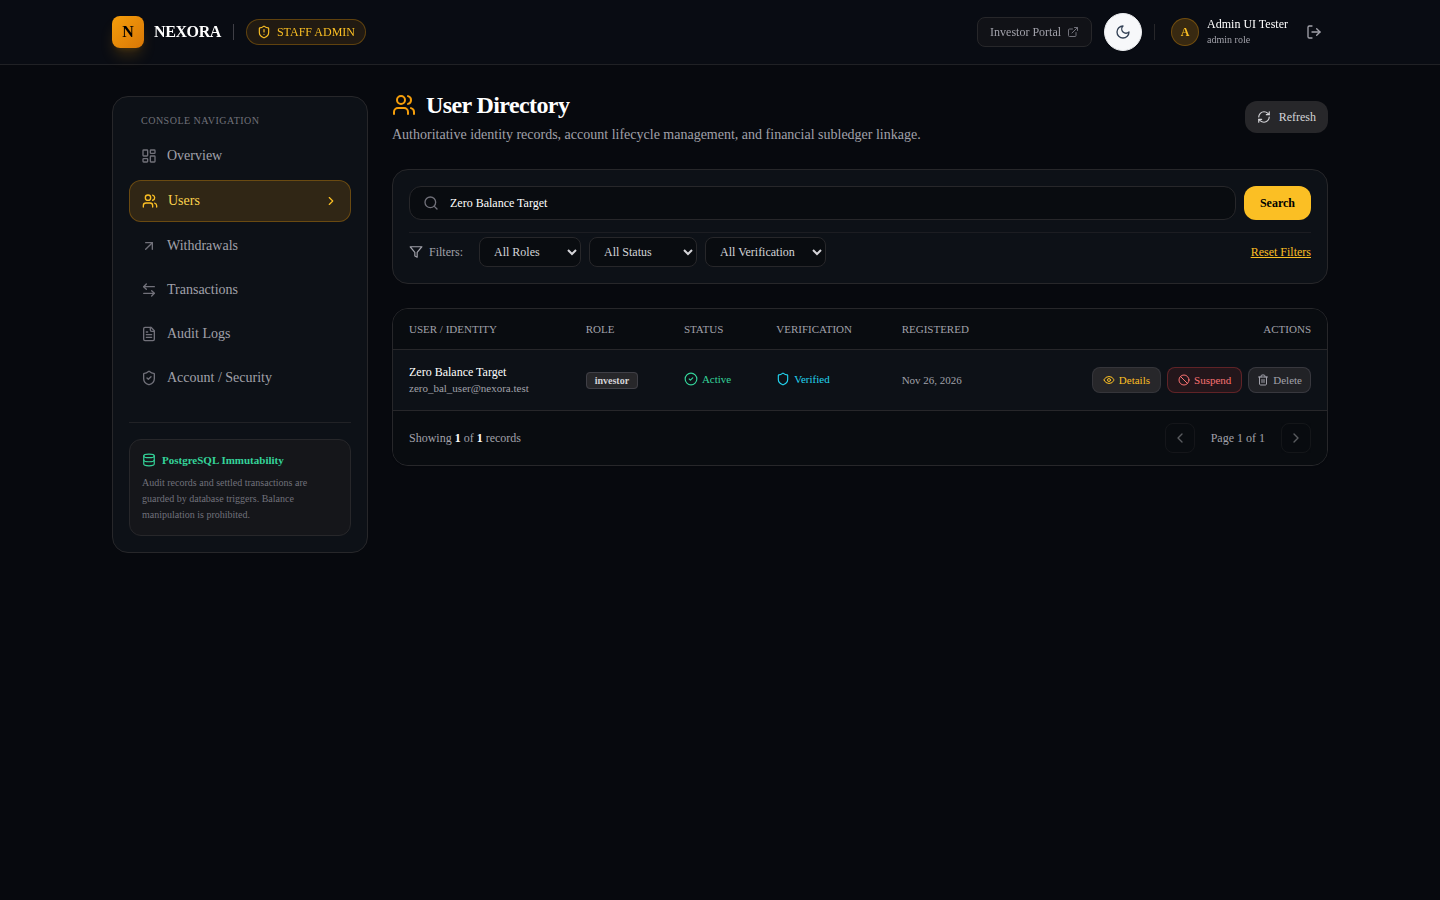 N NEXORA STAFF ADMIN
Investor Portal
A Admin UI Tester
admin role
CONSOLE NAVIGATION
Overview
Users
Withdrawals
Transactions
Audit Logs
Account / Security
PostgreSQL Immutability
Audit records and settled transactions are
guarded by database triggers. Balance
manipulation is prohibited.
User Directory
Authoritative identity records, account lifecycle management, and financial subledger linkage.
Refresh
Zero Balance Target
Search
Filters: All Roles All Status All Verification Reset Filters
USER / IDENTITY ROLE STATUS VERIFICATION REGISTERED ACTIONS
Zero Balance Target
zero_bal_user@nexora.test
investor Active Verified Nov 26, 2026 Details Suspend Delete
Showing 1 of 1 records Page 1 of 1